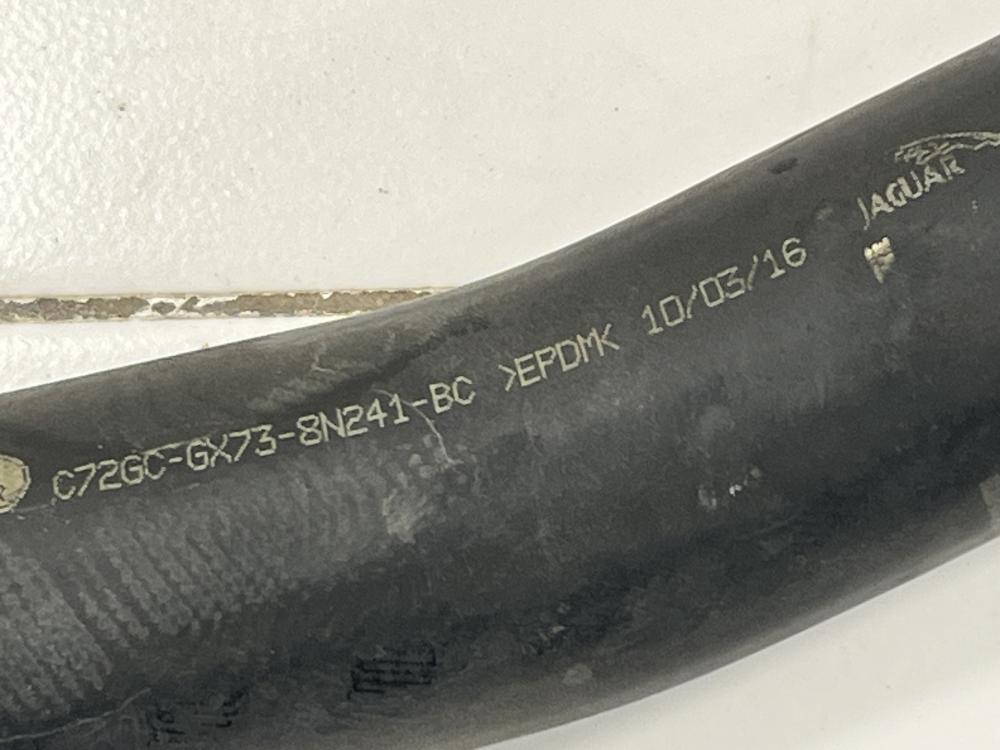 C72GC-GX73-8N241-BC >EPDMK 10/03/16
JAGUAR